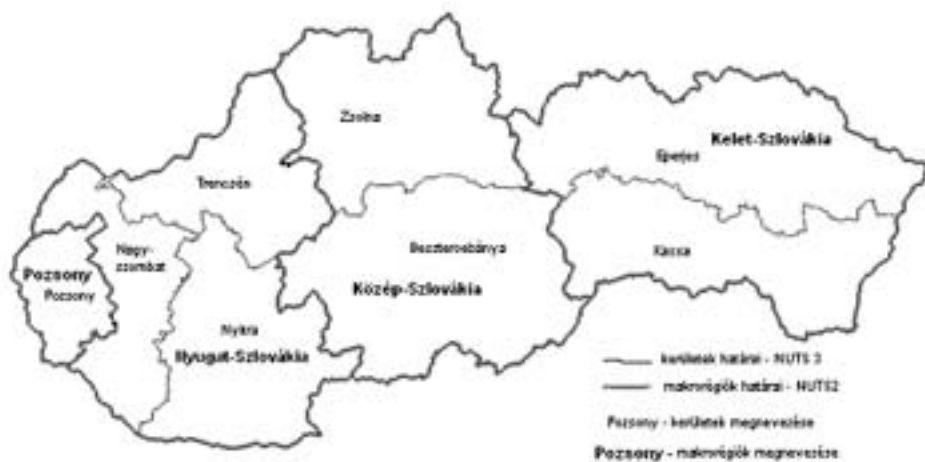 Zsolna
Kelet-Szlovákia
Eperjes
Trencsén
Nagy-
szombat
Besztercebánya
Kassa
Pozsony
Pozsony
Közép-Szlovákia
Nyitra
Nyugat-Szlovákia
kerületek határai - NUTS 3
makrorégiók határai - NUTS2
Pozsony - kerületek megnevezése
Pozsony - makrorégiók megnevezése